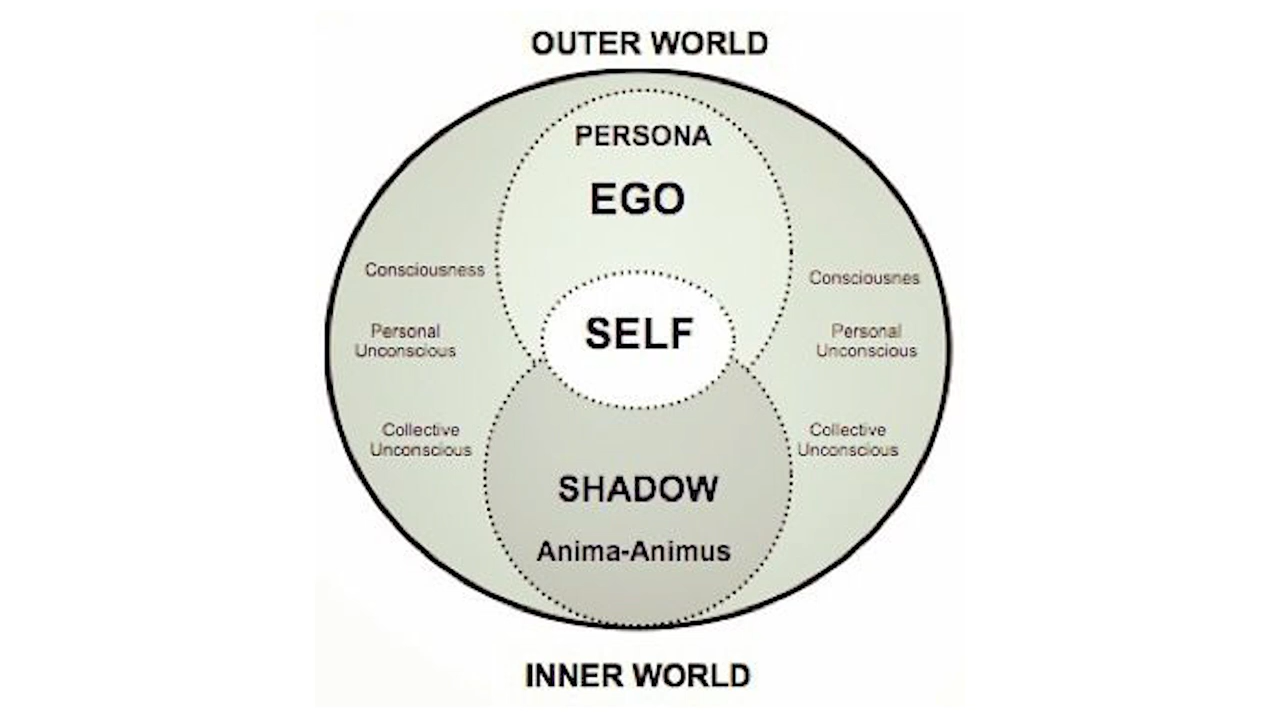 OUTER WORLD
PERSONA
EGO
Consciousness
Consciousnes
Personal
Unconscious
Personal
Unconscious
SELF
Collective
Unconscious
Collective
Unconscious
SHADOW
Anima-Animus
INNER WORLD